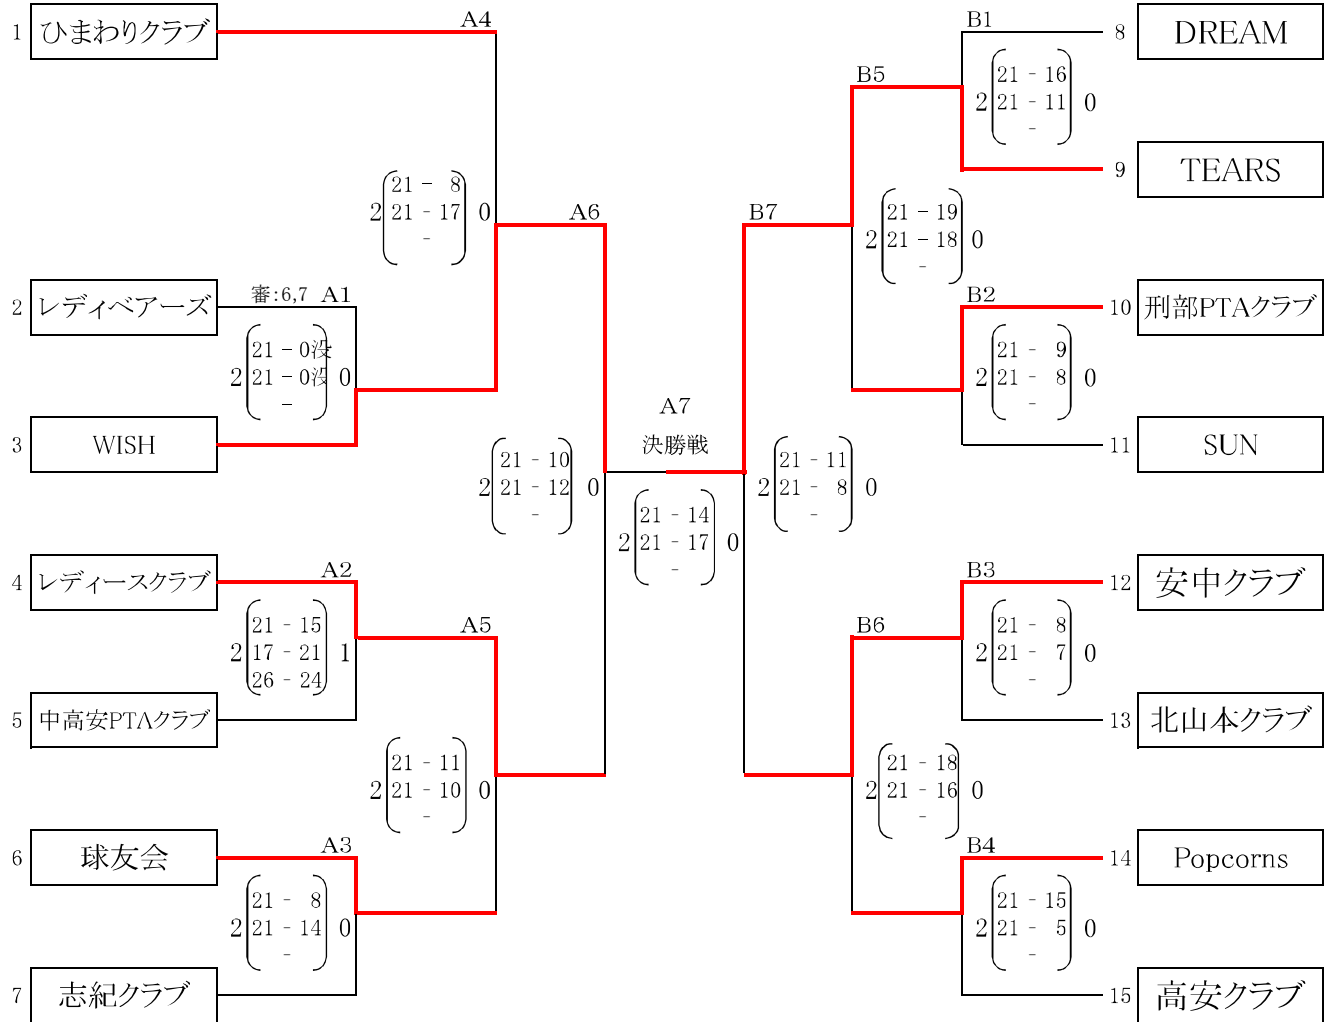 1 ひまわりクラブ
A4
2 21 - 8 0
21 - 17
-
2 レディベアーズ
審:6,7 A1
2 21 - 0没 0
21 - 0没
-
3 WISH
A6
2 21 - 10 0
21 - 12
-
4 レディースクラブ
A2
21 - 15
2 17 - 21 1
26 - 24
5 中高安PTAクラブ
A5
2 21 - 11 0
21 - 10
-
6 球友会
A3
2 21 - 8 0
21 - 14
-
7 志紀クラブ
A7
決勝戦
2 21 - 14 0
21 - 17
-
B1
8 DREAM
2 21 - 16 0
21 - 11
-
B5
9 TEARS
2 21 - 19 0
21 - 18
-
B7
2 21 - 11 0
21 - 8
-
B2
10 刑部PTAクラブ
2 21 - 9 0
21 - 8
-
11 SUN
B3
12 安中クラブ
2 21 - 8 0
21 - 7
-
B6
13 北山本クラブ
2 21 - 18 0
21 - 16
-
B4
14 Popcorns
2 21 - 15 0
21 - 5
-
15 高安クラブ